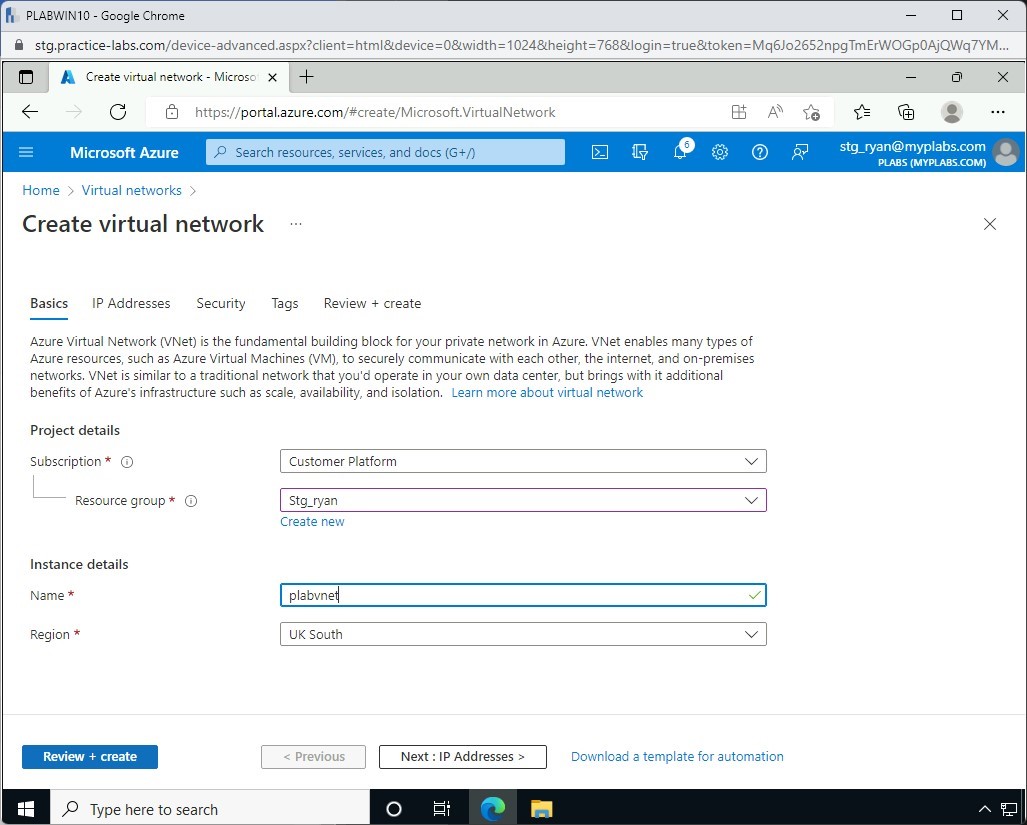 PLABWIN10 - Google Chrome
stg.practice-labs.com/device-advanced.aspx?client=html&device=0&width=1024&height=768&login=true&token=Mq6Jo2652npgTmErWOGp0AjQWq7YM...
Create virtual network - Microso
https://portal.azure.com/#create/Microsoft.VirtualNetwork
Microsoft Azure
Search resources, services, and docs (G+/)
6
stg_ryan@myplabs.com
PLABS (MYPLABS.COM)
Home > Virtual networks >
Create virtual network ...
Basics IP Addresses Security Tags Review + create
Azure Virtual Network (VNet) is the fundamental building block for your private network in Azure. VNet enables many types of
Azure resources, such as Azure Virtual Machines (VM), to securely communicate with each other, the internet, and on-premises
networks. VNet is similar to a traditional network that you'd operate in your own data center, but brings with it additional
benefits of Azure's infrastructure such as scale, availability, and isolation. Learn more about virtual network
Project details
Subscription * Customer Platform
Resource group * Stg_ryan
Create new
Instance details
Name * plabvnet
Region * UK South
Review + create < Previous Next : IP Addresses > Download a template for automation
Type here to search